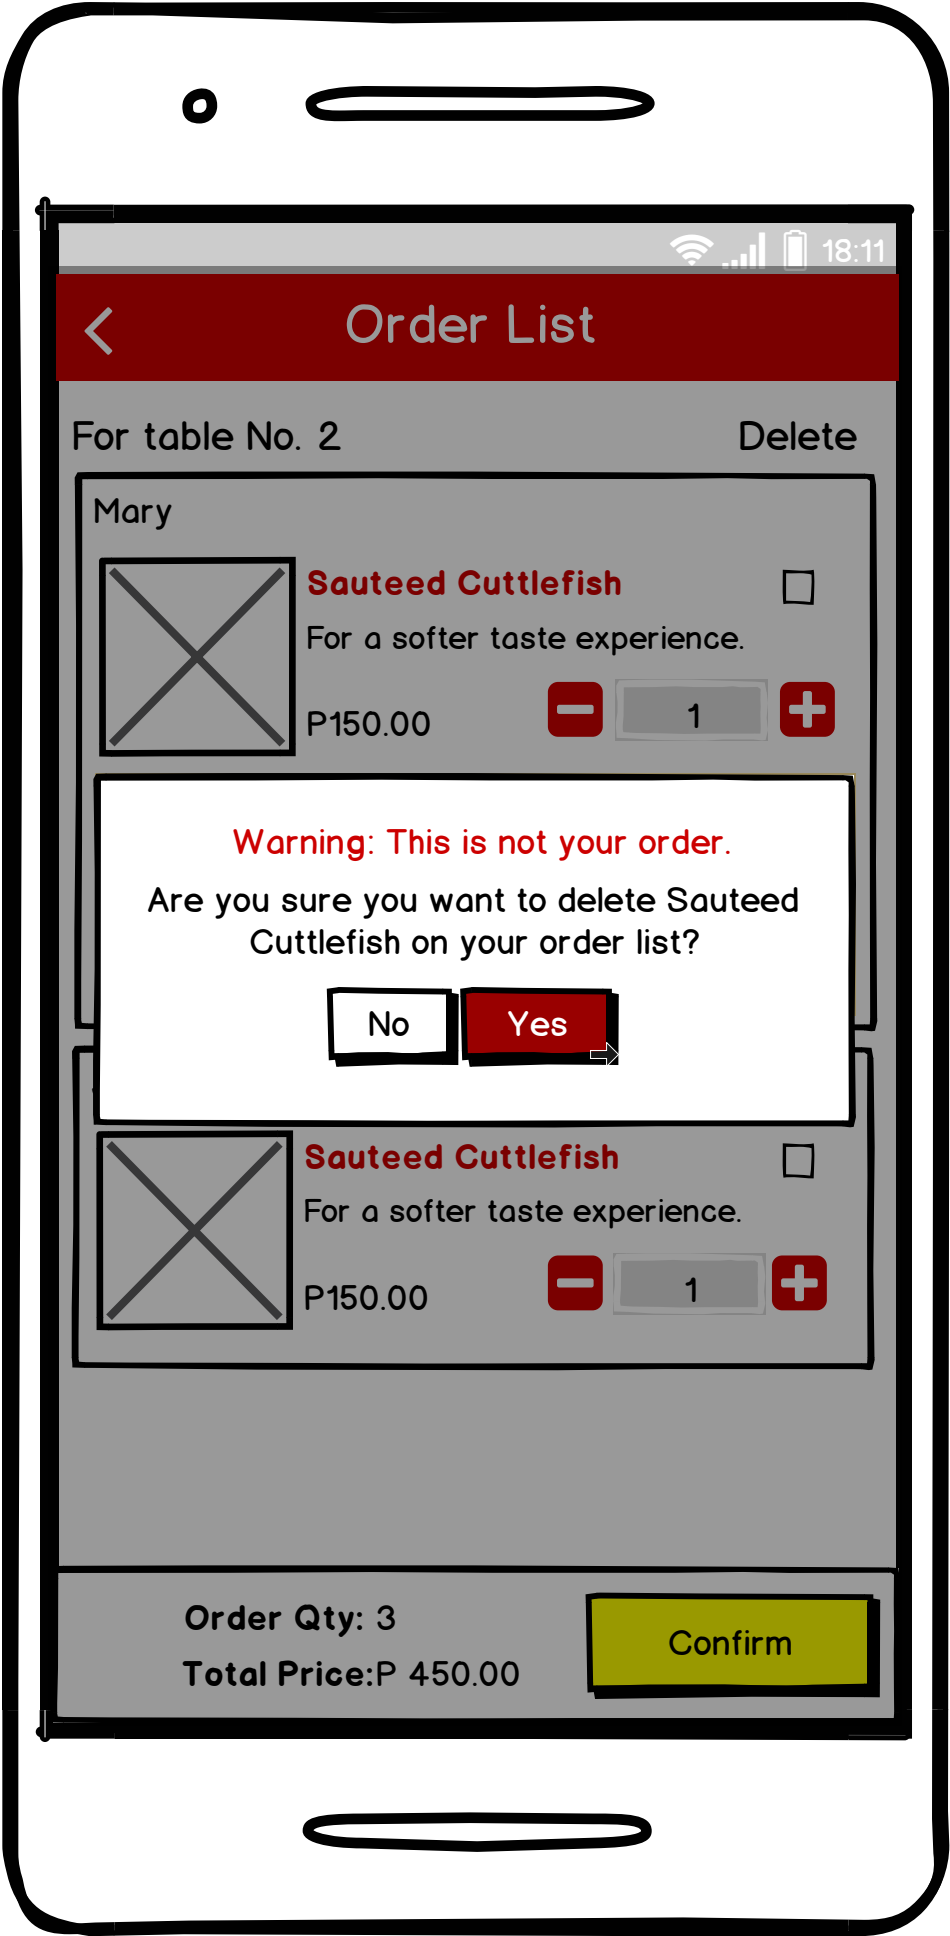 18:11
Order List
For table No. 2
Delete
Mary
Sauteed Cuttlefish
For a softer taste experience.
P150.00
1
Warning: This is not your order.
Are you sure you want to delete Sauteed
Cuttlefish on your order list?
No
Yes
Sauteed Cuttlefish
For a softer taste experience.
P150.00
1
Order Qty: 3
Total Price:P 450.00
Confirm